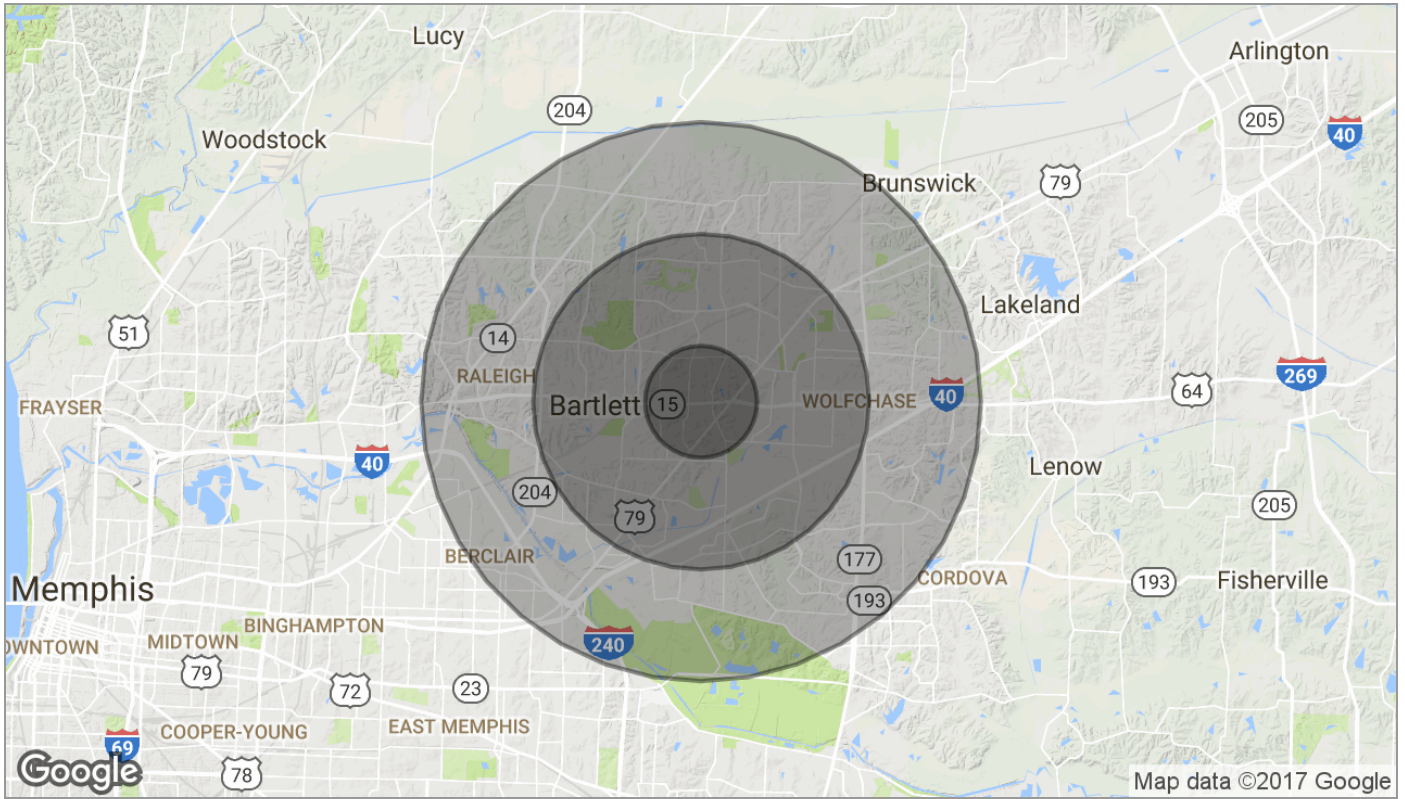 Lucy
Arlington
204
205
40
Woodstock
79
Brunswick
Lakeland
51
14
RALEIGH
269
64
FRAYSER
Bartlett
15
WOLFCHASE
40
40
Lenow
204
205
79
BERCLAIR
177
CORDOVA
193
Fisherville
Memphis
193
BINGHAMPTON
OWNTOWN
MIDTOWN
240
79
72
23
COOPER-YOUNG
EAST MEMPHIS
69
78
Google
Map data ©2017 Google